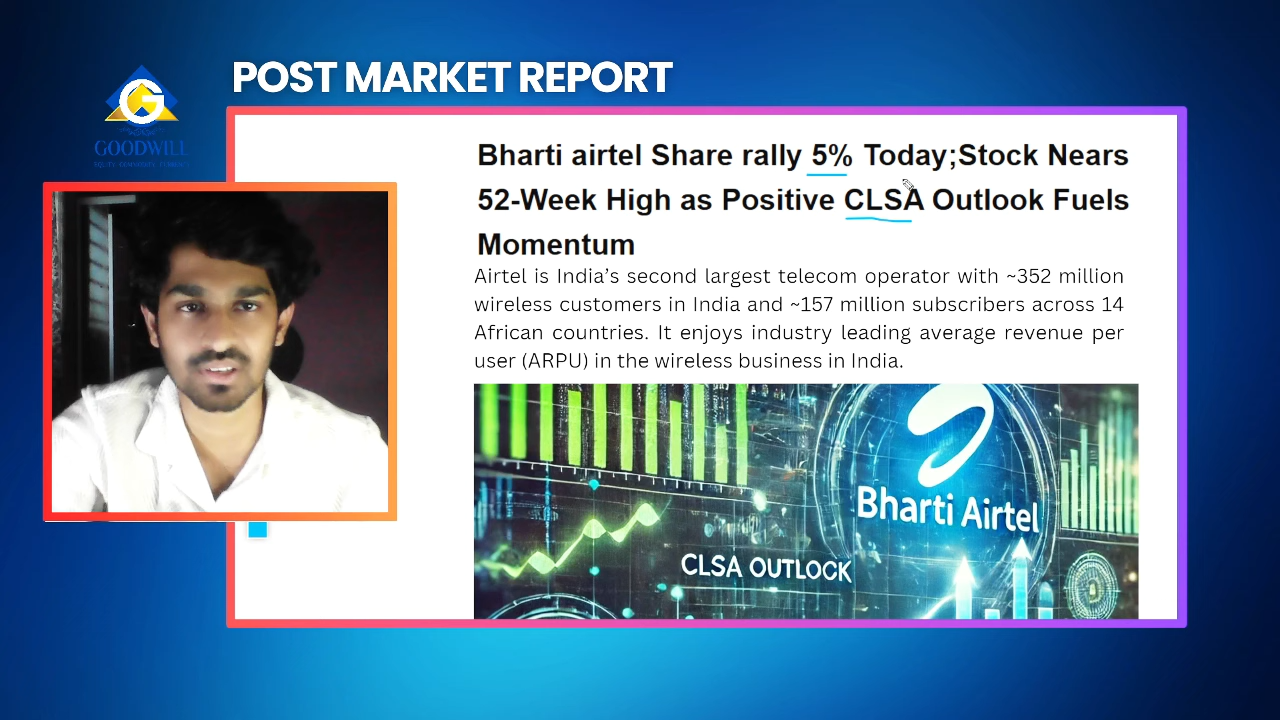 POST MARKET REPORT
G
GOODWILL
Bharti airtel Share rally 5% Today;Stock Nears
52-Week High as Positive CLSA Outlook Fuels
Momentum
Airtel is India’s second largest telecom operator with ~352 million
wireless customers in India and ~157 million subscribers across 14
African countries. It enjoys industry leading average revenue per
user (ARPU) in the wireless business in India.
Bharti Airtel
CLSA OUTLOCK